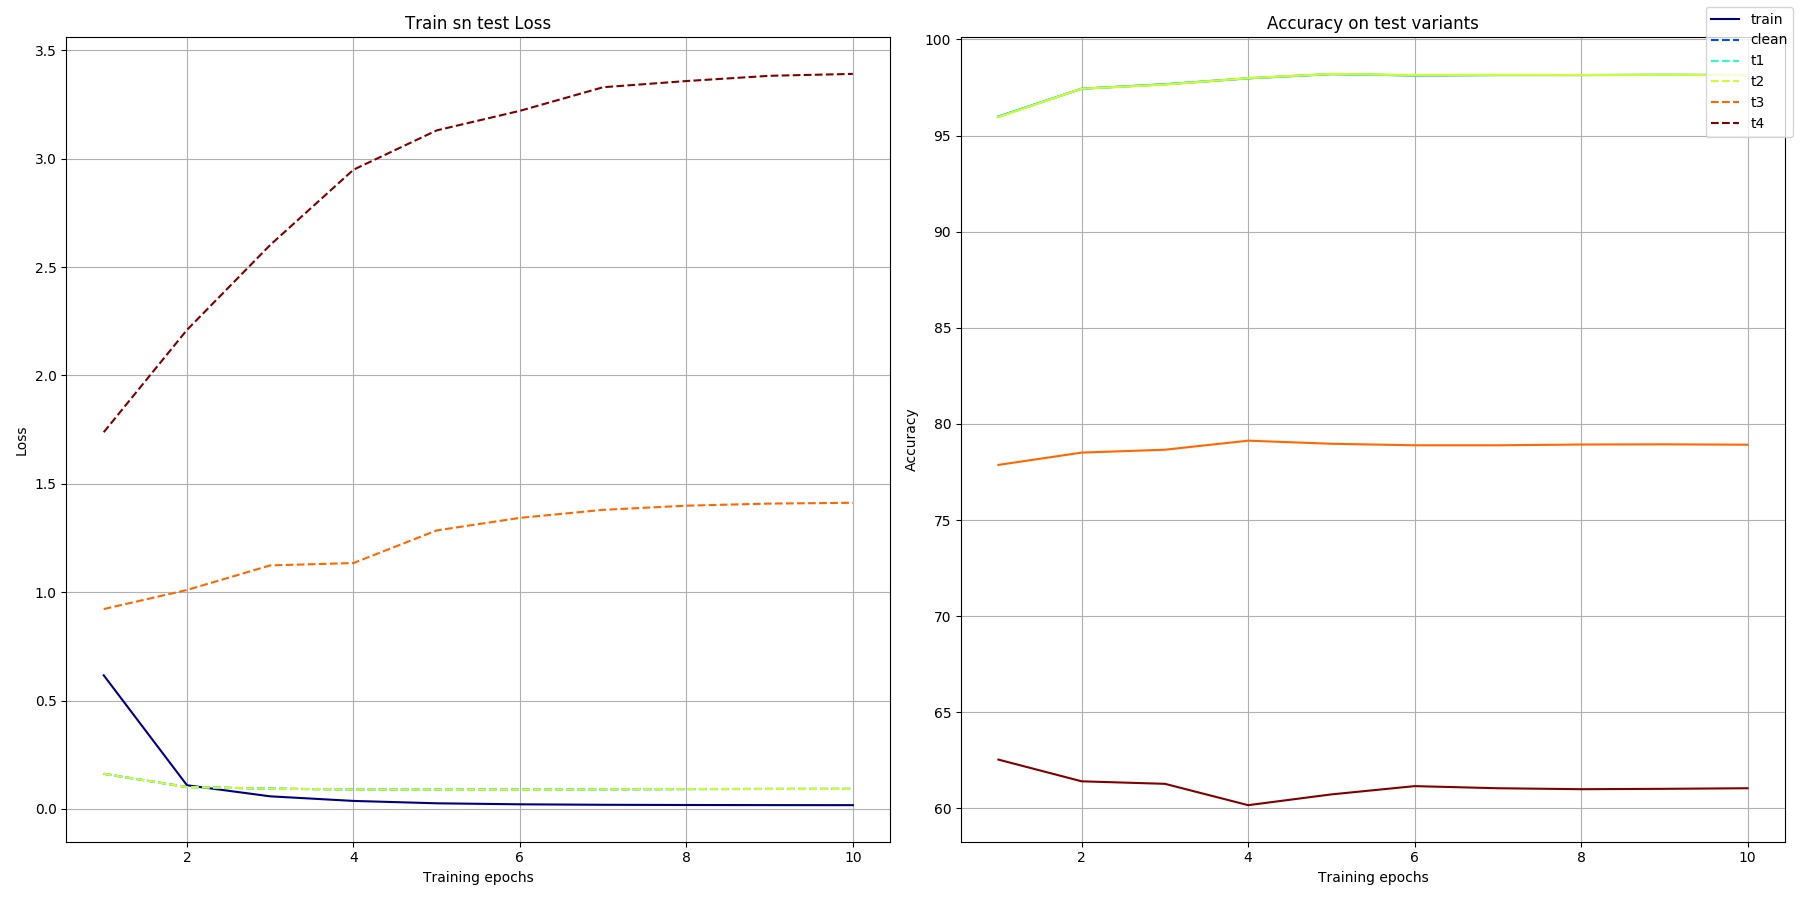 Train sn test Loss
3.5
3.0
2.5
2.0
1.5
1.0
0.5
0.0
Loss
2
4
6
8
10
Training epochs
Accuracy on test variants
100
95
90
85
80
75
70
65
60
Accuracy
2
4
6
8
10
Training epochs
train
clean
t1
t2
t3
t4